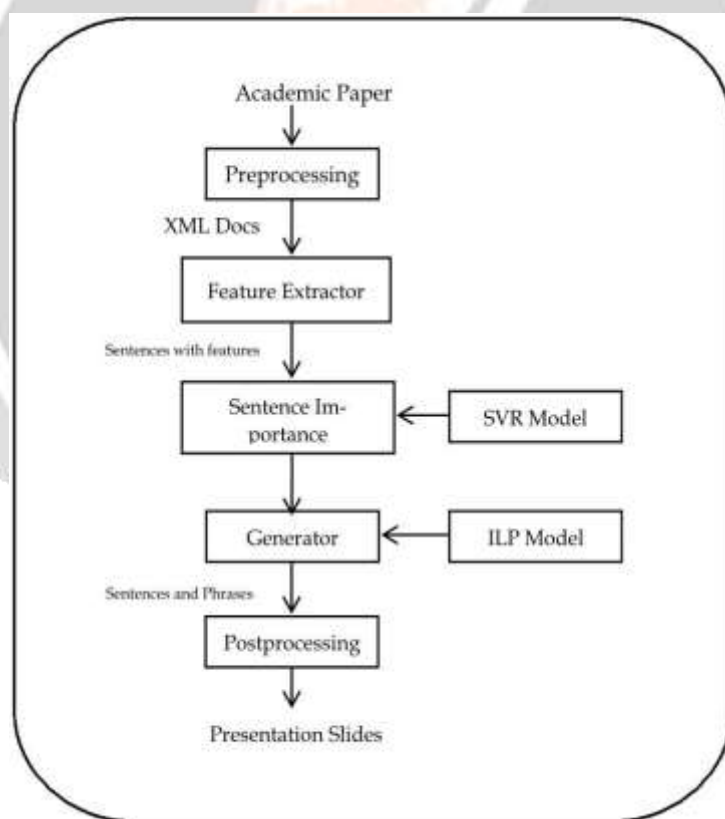 Academic Paper
Preprocessing
XML Docs
Feature Extractor
Sentences with features
Sentence Im-
portance
SVR Model
Generator
ILP Model
Sentences and Phrases
Postprocessing
Presentation Slides